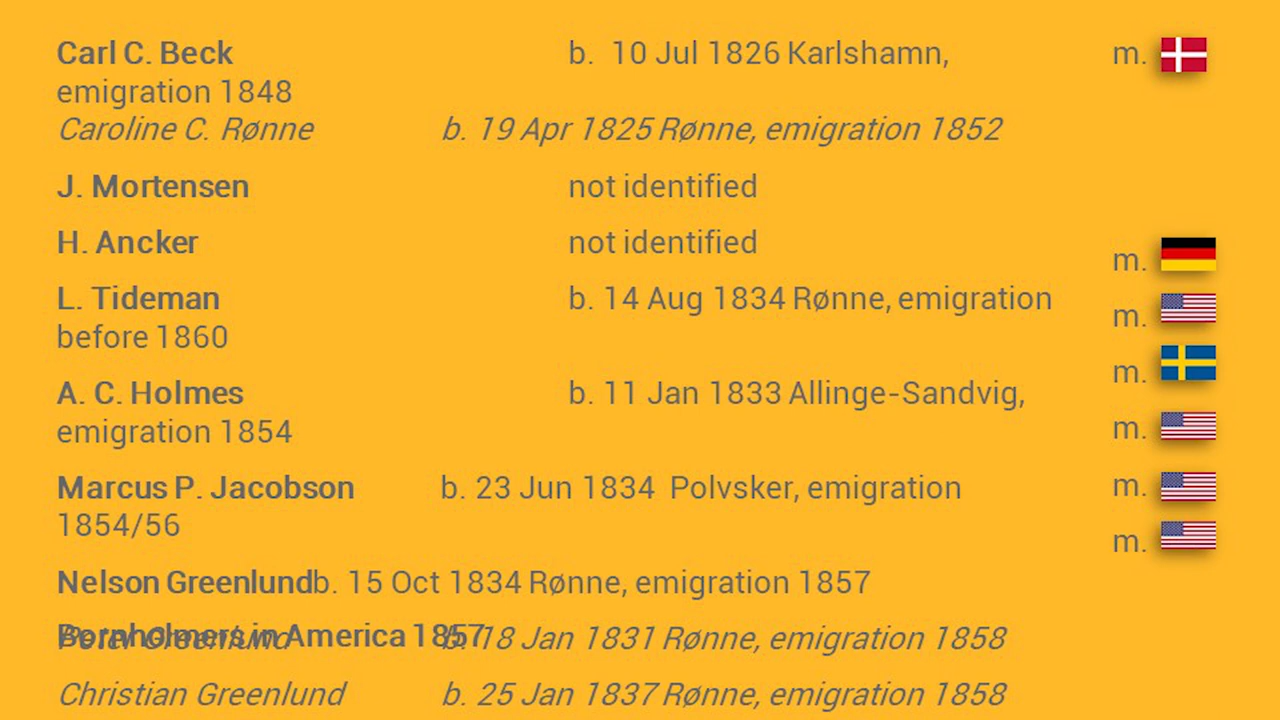 Carl C. Beck b. 10 Jul 1826 Karlshamn, m.
emigration 1848
Caroline C. Rønne b. 19 Apr 1825 Rønne, emigration 1852
J. Mortensen not identified
H. Ancker not identified m.
L. Tideman b. 14 Aug 1834 Rønne, emigration m.
before 1860
m.
A. C. Holmes b. 11 Jan 1833 Allinge-Sandvig,
emigration 1854 m.
Marcus P. Jacobson b. 23 Jun 1834 Polvsker, emigration m.
1854/56 m.
Nelson Greenlund b. 15 Oct 1834 Rønne, emigration 1857
Bornholmers in America 1857
Peter Greenlund b. 18 Jan 1831 Rønne, emigration 1858
Christian Greenlund b. 25 Jan 1837 Rønne, emigration 1858